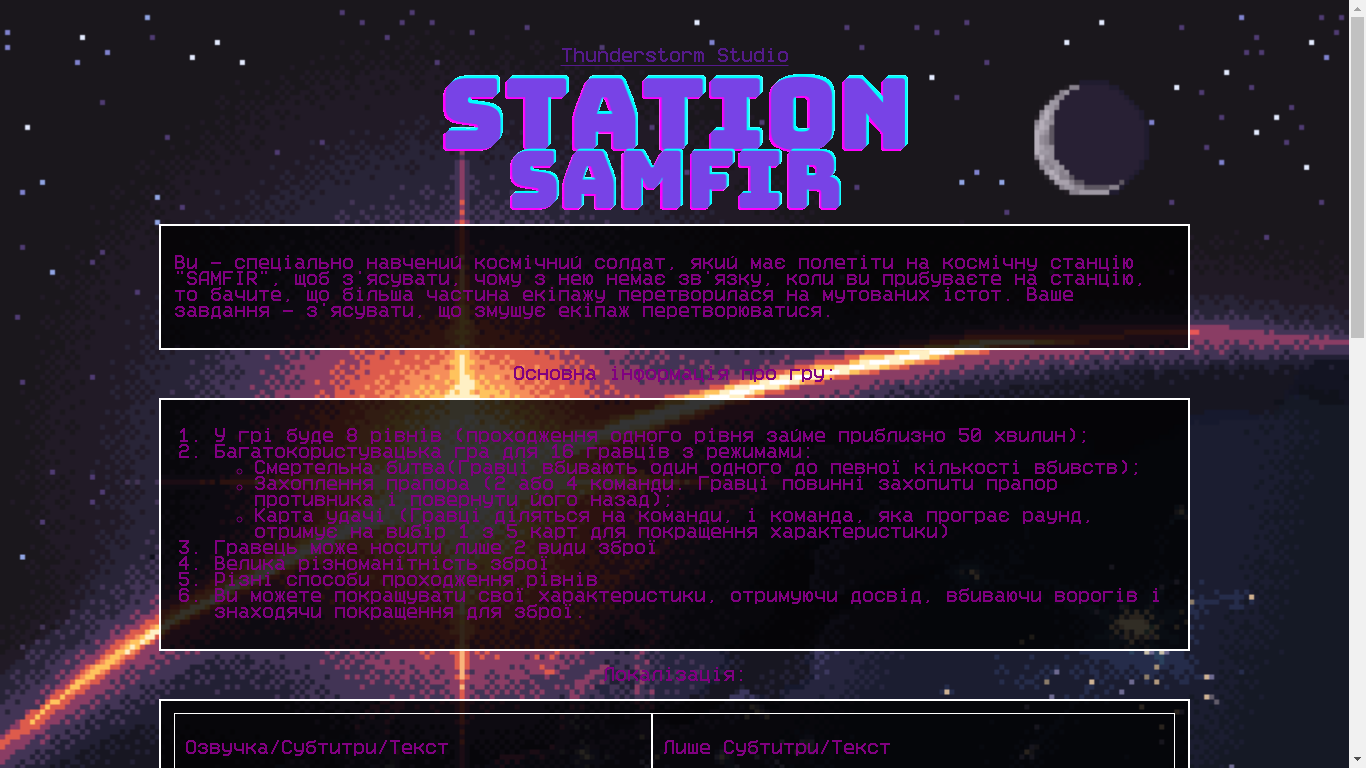 Thunderstorm Studio
STATION
SAMFIR
Ви - спеціально навчений космічний солдат, який має полетіти на космічну станцію
"SAMFIR", щоб з'ясувати, чому з нею немає зв'язку, коли ви прибуваєте на станцію,
то бачите, що більша частина екіпажу перетворилася на мутованих істот. Ваше
завдання - з'ясувати, що змушує екіпаж перетворюватися.
Основна інформація про гру:
1. У грі буде 8 рівнів (проходження одного рівня займе приблизно 50 хвилин);
2. Багатокористувацька гра для 16 гравців з режимами:
◦ Смертельна битва(Гравці вбивають один одного до певної кількості вбивств);
◦ Захоплення прапора (2 або 4 команди. Гравці повинні захопити прапор
противника і повернути його назад);
◦ Карта удачі (Гравці діляться на команди, і команда, яка програє раунд,
отримує на вибір 1 з 5 карт для покращення характеристики)
3. Гравець може носити лише 2 види зброї
4. Велика різноманітність зброї
5. Різні способи проходження рівнів
6. Ви можете покращувати свої характеристики, отримуючи досвід, вбиваючи ворогів і
знаходячи покращення для зброї.
Локалізація:
Озвучка/Субтитри/Текст
Лише Субтитри/Текст